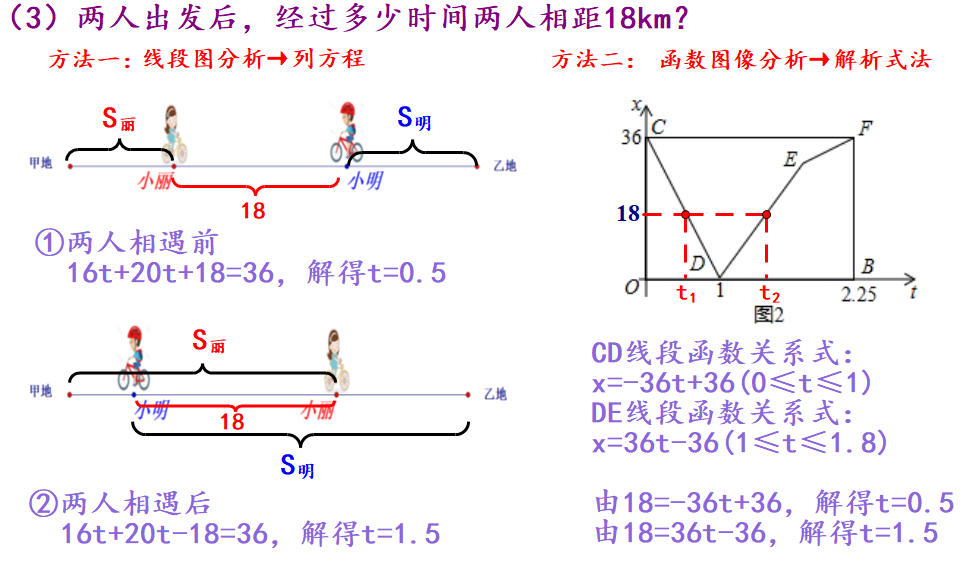 （3）两人出发后，经过多少时间两人相距18km？
方法一：线段图分析→列方程
S丽
S明
甲地
乙地
小丽
小明
18
①两人相遇前
16t+20t+18=36，解得t=0.5
S丽
甲地
乙地
小明
18
小丽
S明
②两人相遇后
16t+20t-18=36，解得t=1.5
方法二： 函数图像分析→解析式法
x
36
C
F
E
18
D
B
O
t₁
1
t₂
2.25
t
图2
CD线段函数关系式：
x=-36t+36(0≤t≤1)
DE线段函数关系式：
x=36t-36(1≤t≤1.8)
由18=-36t+36，解得t=0.5
由18=36t-36，解得t=1.5